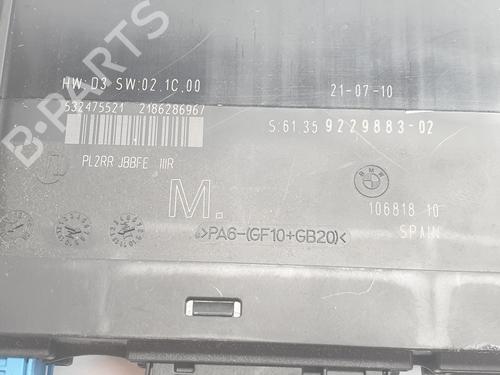 HW: D3 SW:02.1C.00
21-07-10
532475521 2186286967
S:61.35 9229883-02
PL2RR JBBFE IIIR
BMW
M.
106818 10
SPAIN
>PA6-(GF10+GB20)<
B-PARTS